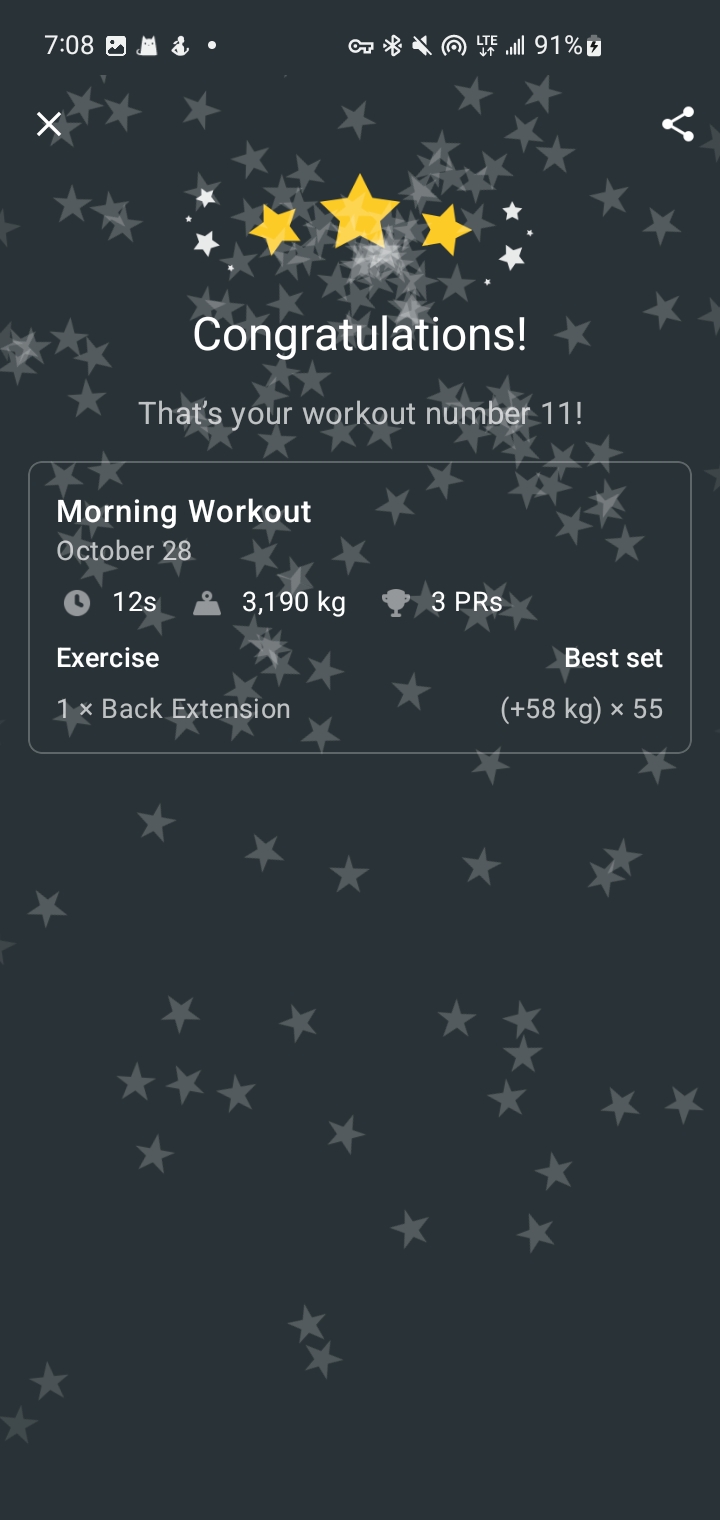 7:08 LTE 91%
Congratulations!
That's your workout number 11!
Morning Workout
October 28
12s 3,190 kg 3 PRs
Exercise Best set
1 × Back Extension (+58 kg) × 55